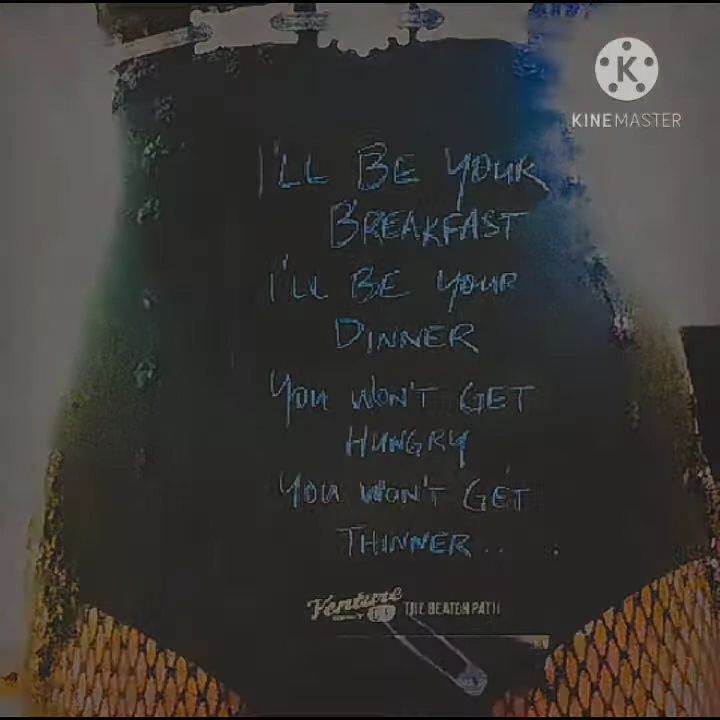 KINEMASTER
I'LL BE YOUR
BREAKFAST
I'LL BE YOUR
DINNER
YOU WON'T GET
HUNGRY
YOU WON'T GET
THINNER...
Venture
THE BEATEN PATH